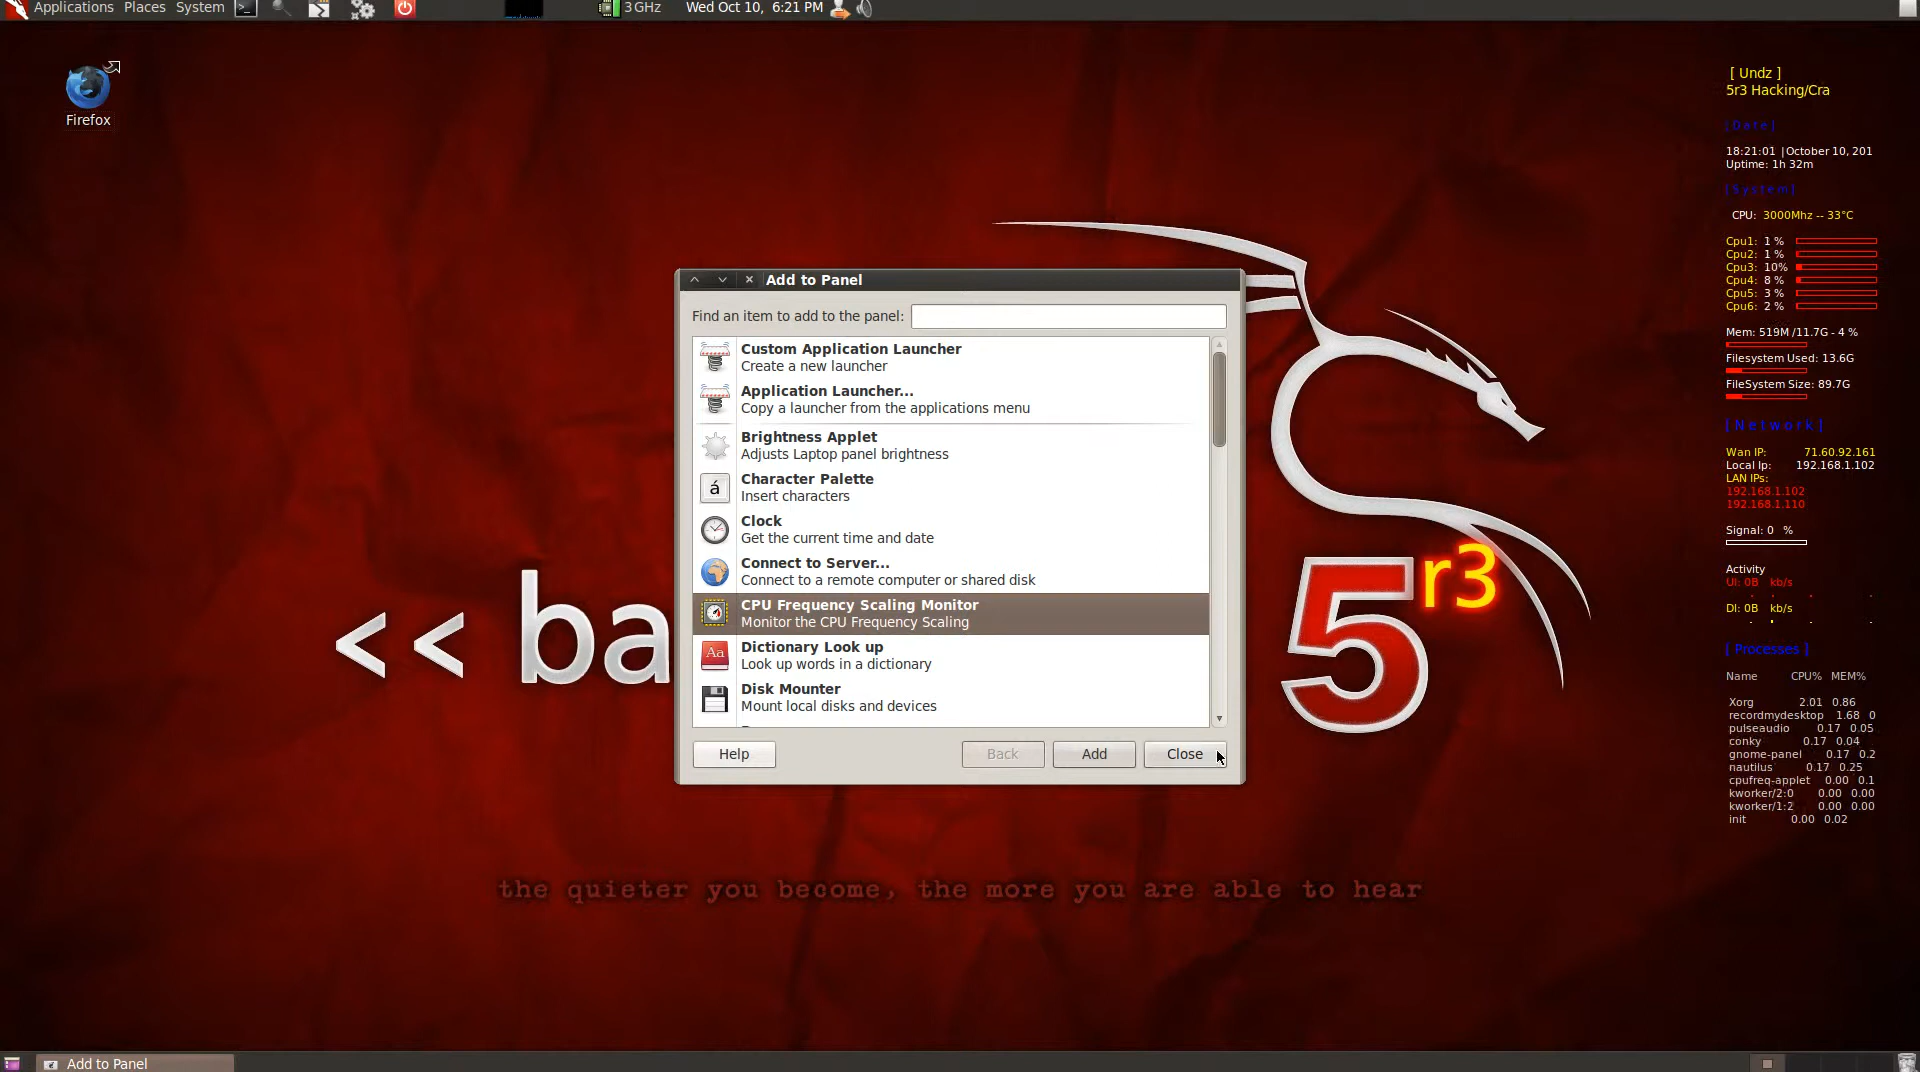 Applications Places System 3 GHz Wed Oct 10, 6:21 PM
Firefox
[ Undz ]
5r3 Hacking/Cra
[ D a t e ]
18:21:01 |October 10, 201
Uptime: 1h 32m
[ S y s t e m ]
CPU: 3000Mhz -- 33°C
Cpu1: 1 %
Cpu2: 1 %
Cpu3: 10%
Cpu4: 8 %
Cpu5: 3 %
Cpu6: 2 %
Mem: 519M /11.7G - 4 %
Filesystem Used: 13.6G
FileSystem Size: 89.7G
[ N e t w o r k ]
Wan IP: 71.60.92.161
Local Ip: 192.168.1.102
LAN IPs:
192.168.1.102
192.168.1.110
Signal: 0 %
Activity
Ul: 0B kb/s
Dl: 0B kb/s
[ Processes ]
Name CPU% MEM%
Xorg 2.01 0.86
recordmydesktop 1.68 0
pulseaudio 0.17 0.05
conky 0.17 0.04
gnome-panel 0.17 0.2
nautilus 0.17 0.25
cpufreq-applet 0.00 0.1
kworker/2:0 0.00 0.00
kworker/1:2 0.00 0.00
init 0.00 0.02
Add to Panel
Find an item to add to the panel:
Custom Application Launcher
Create a new launcher
Application Launcher...
Copy a launcher from the applications menu
Brightness Applet
Adjusts Laptop panel brightness
á
Character Palette
Insert characters
Clock
Get the current time and date
Connect to Server...
Connect to a remote computer or shared disk
CPU Frequency Scaling Monitor
Monitor the CPU Frequency Scaling
Aa
Dictionary Look up
Look up words in a dictionary
Disk Mounter
Mount local disks and devices
Help Back Add Close
<< ba 5 r3
the quieter you become, the more you are able to hear
Add to Panel